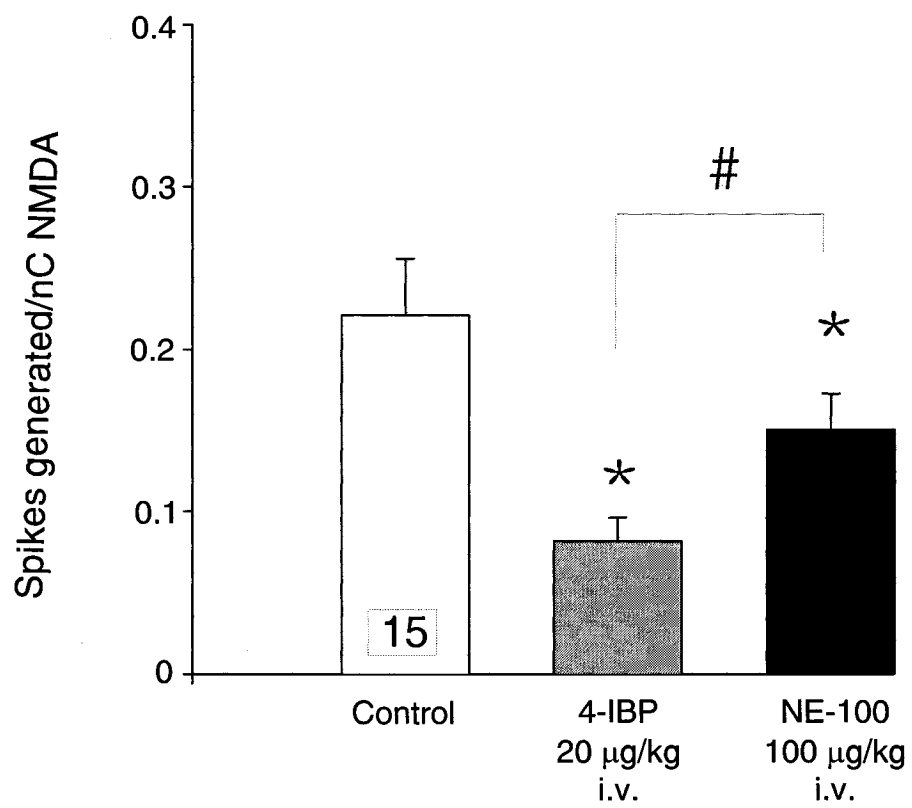 Spikes generated/nC NMDA
0.4
0.3
0.2
0.1
0
#
*
*
15
Control
4-IBP
20 μg/kg
i.v.
NE-100
100 μg/kg
i.v.